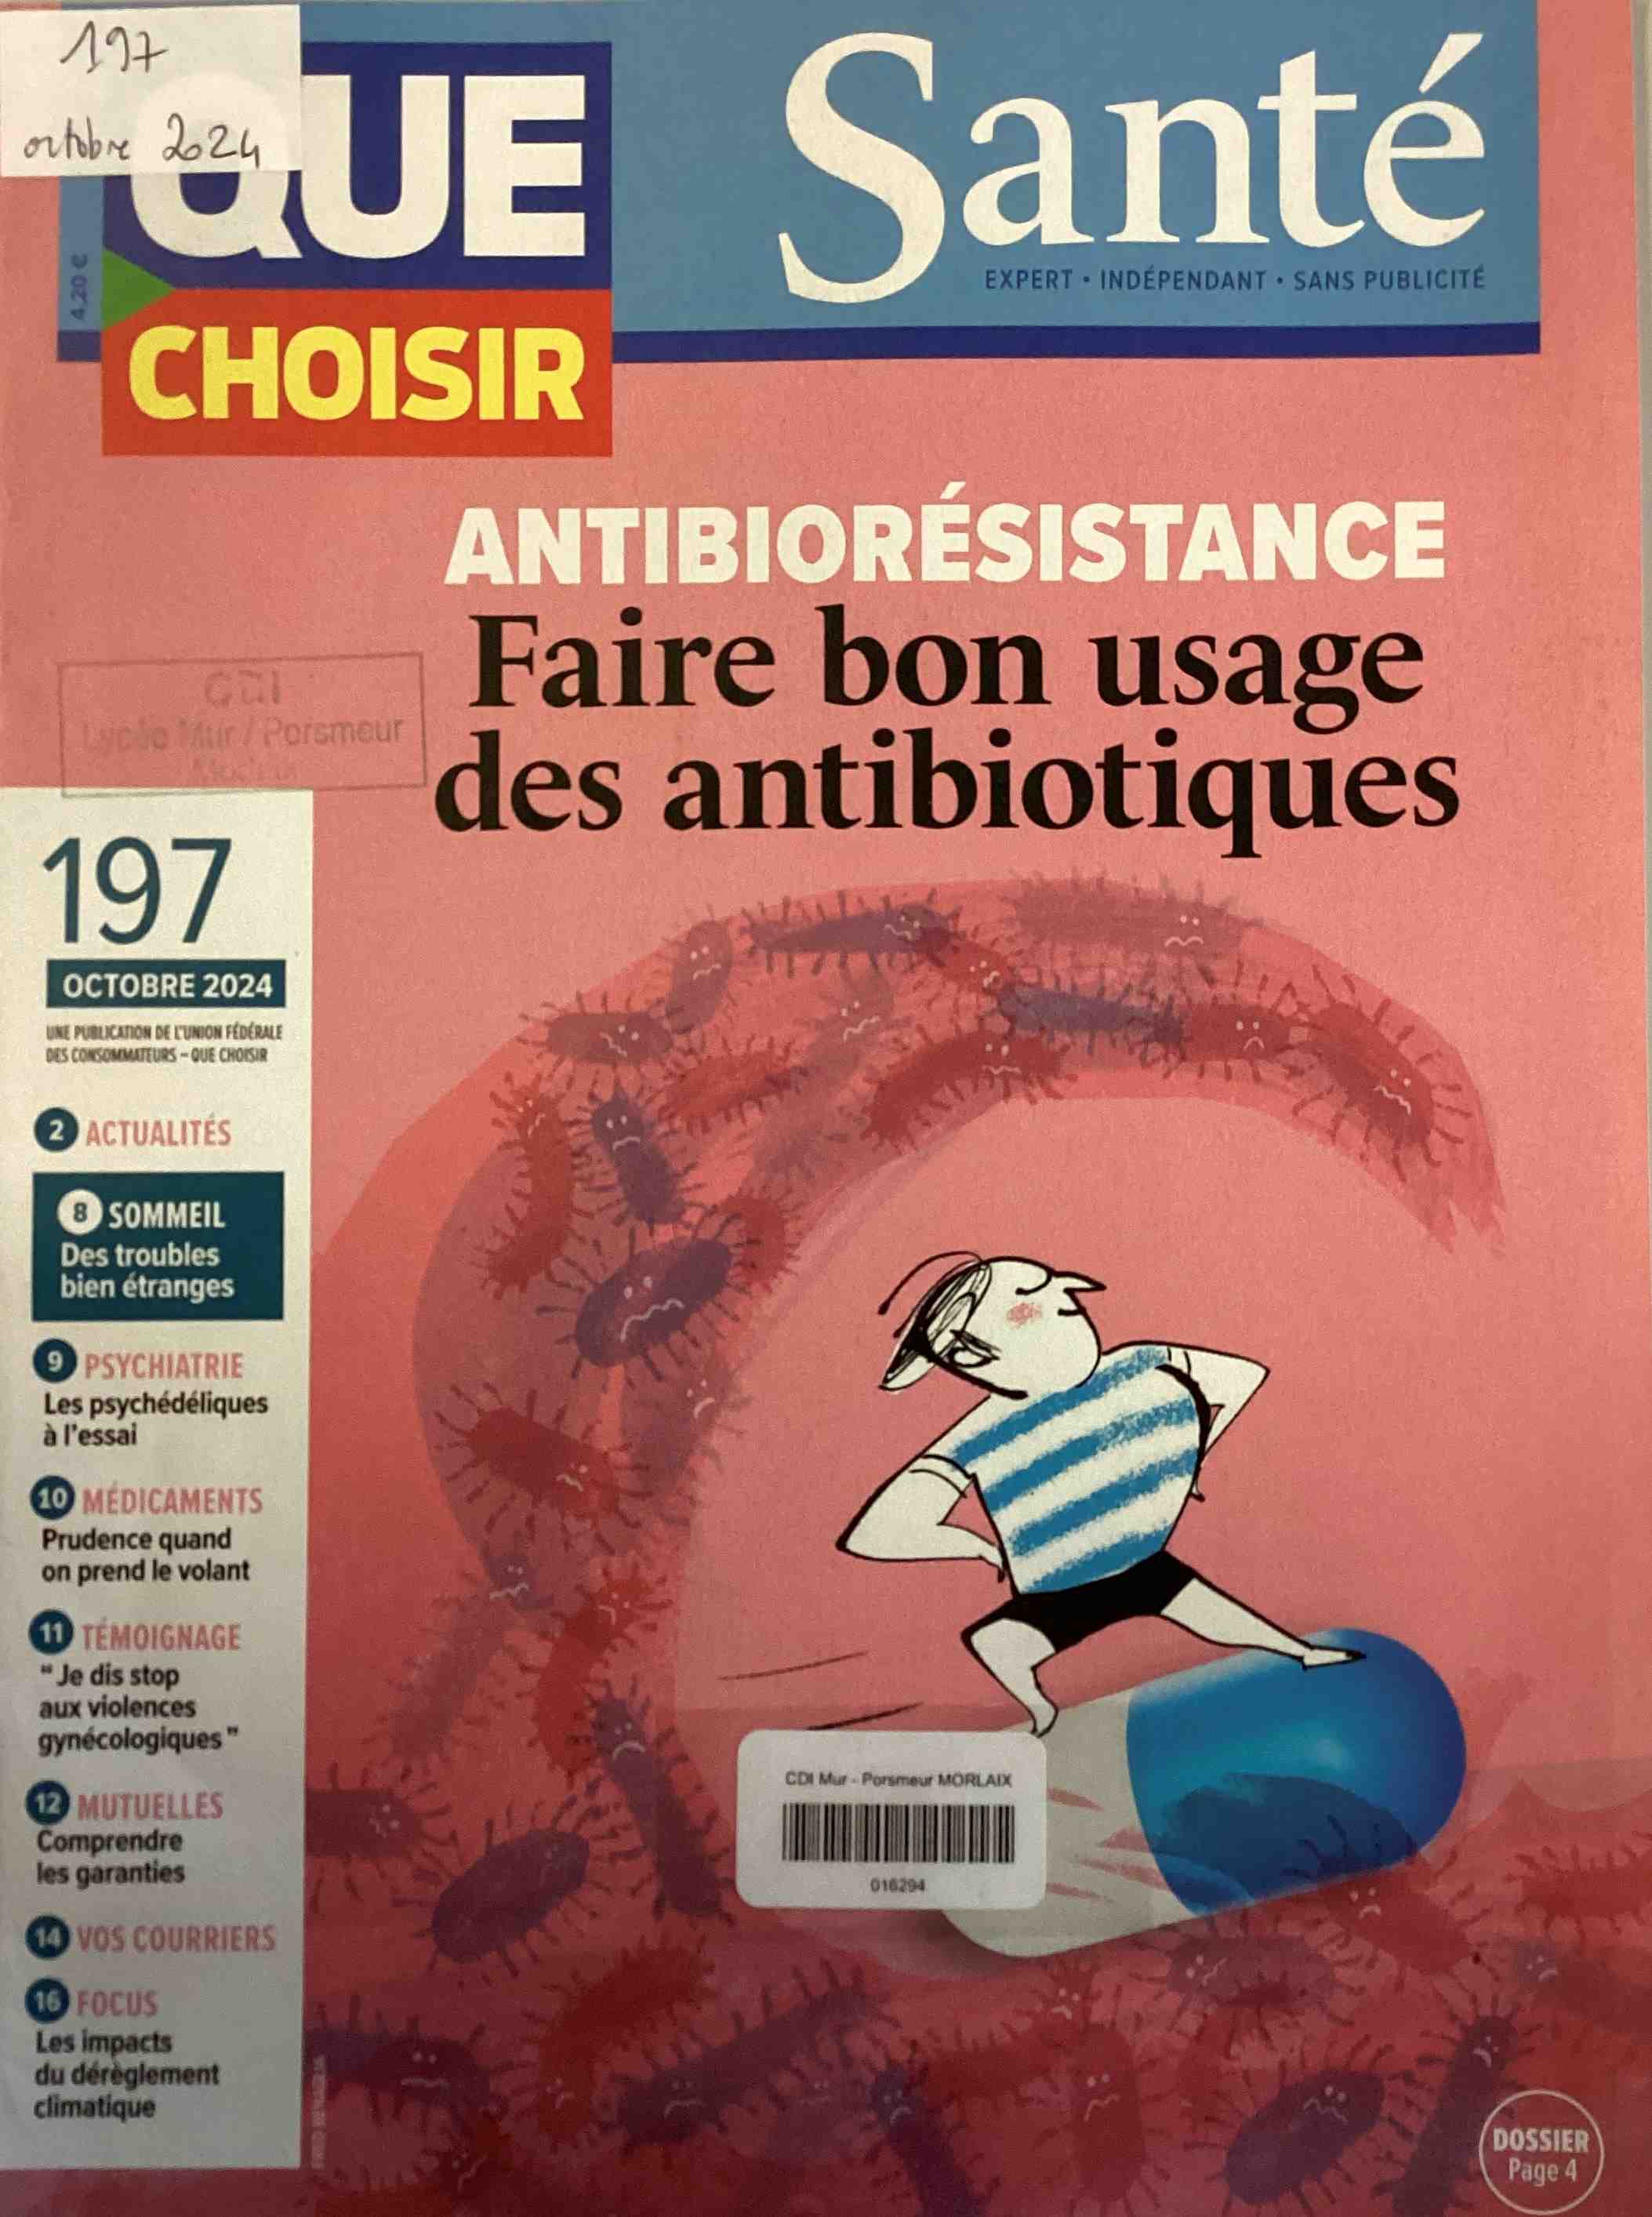 197
octobre 2024
QUE
CHOISIR
4,20 €
Santé
EXPERT • INDÉPENDANT • SANS PUBLICITÉ
ANTIBIORÉSISTANCE
Faire bon usage
des antibiotiques
CDI
Lycée Mur / Porsmeur
197
OCTOBRE 2024
UNE PUBLICATION DE L'UNION FÉDÉRALE
DES CONSOMMATEURS – QUE CHOISIR
2 ACTUALITÉS
8 SOMMEIL
Des troubles
bien étranges
9 PSYCHIATRIE
Les psychédéliques
à l'essai
10 MÉDICAMENTS
Prudence quand
on prend le volant
11 TÉMOIGNAGE
"Je dis stop
aux violences
gynécologiques"
12 MUTUELLES
Comprendre
les garanties
14 VOS COURRIERS
16 FOCUS
Les impacts
du dérèglement
climatique
CDI Mur - Porsmeur MORLAIX
016294
DOSSIER
Page 4